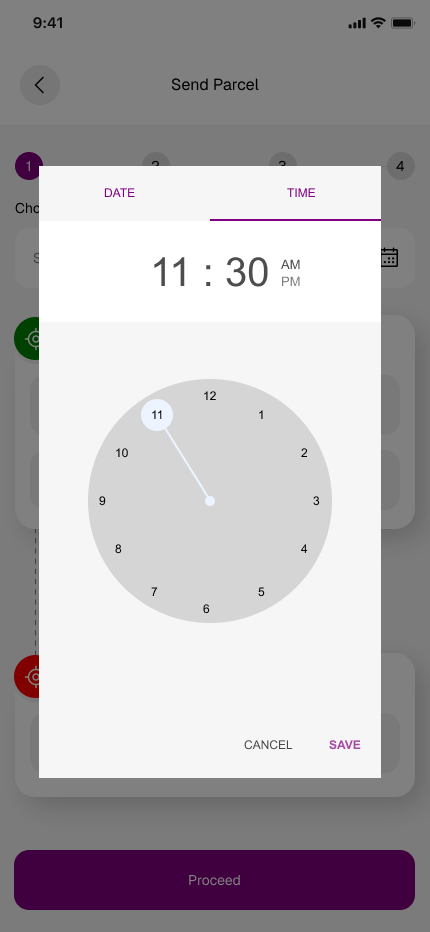 9:41
Send Parcel
1 2 3 4
Cho
S
DATE TIME
11 : 30 AM
PM
12
11 1
10 2
9 3
8 4
7 5
6
CANCEL SAVE
Proceed